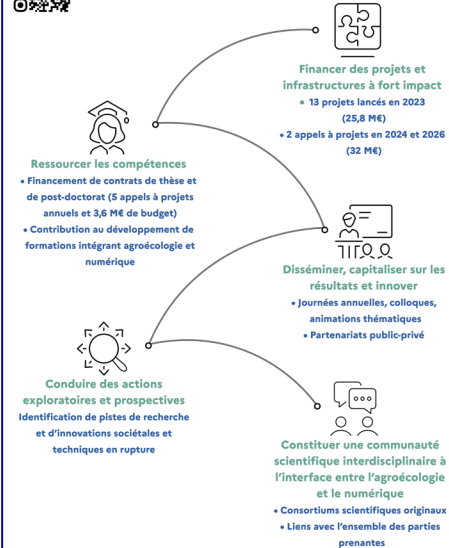 Financer des projets et
infrastructures à fort impact
• 13 projets lancés en 2023
(25,8 M€)
• 2 appels à projets en 2024 et 2026
(32 M€)
Ressourcer les compétences
• Financement de contrats de thèse et
de post-doctorat (5 appels à projets
annuels et 3,6 M€ de budget)
• Contribution au développement de
formations intégrant agroécologie et
numérique
Disséminer, capitaliser sur les
résultats et innover
• Journées annuelles, colloques,
animations thématiques
• Partenariats public-privé
Conduire des actions
exploratoires et prospectives
Identification de pistes de recherche
et d'innovations sociétales et
techniques en rupture
Constituer une communauté
scientifique interdisciplinaire à
l'interface entre l'agroécologie
et le numérique
• Consortiums scientifiques originaux
• Liens avec l'ensemble des parties
prenantes